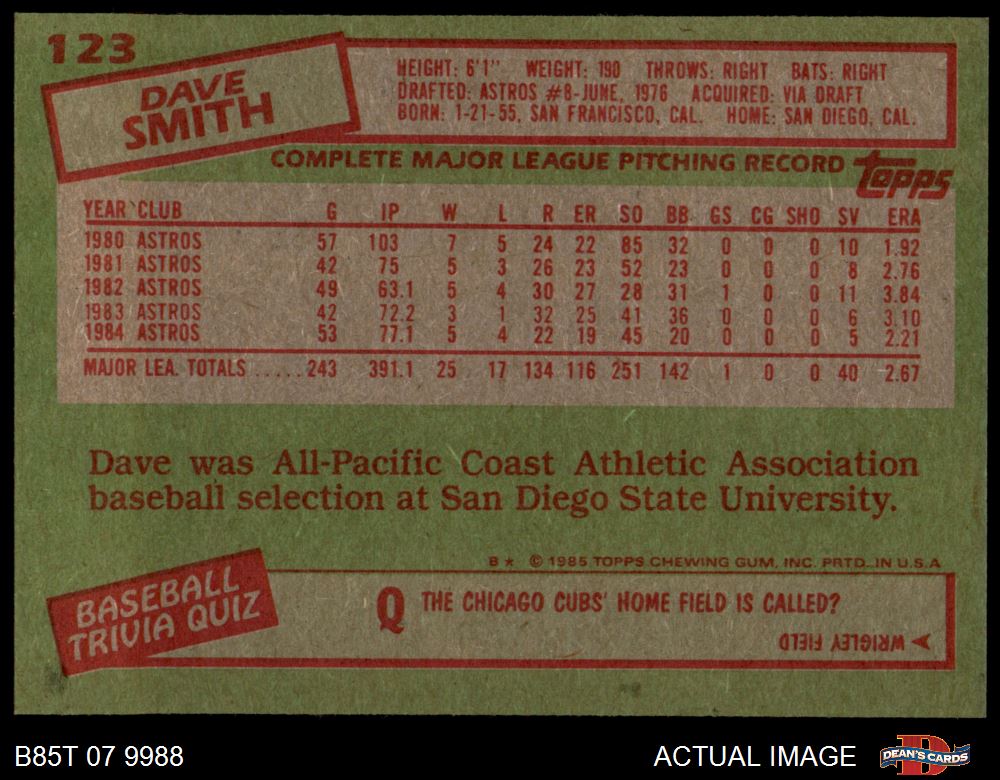 123
DAVE
SMITH
HEIGHT: 6'1" WEIGHT: 190 THROWS: RIGHT BATS: RIGHT
DRAFTED: ASTROS #8-JUNE, 1976 ACQUIRED: VIA DRAFT
BORN: 1-21-55, SAN FRANCISCO, CAL. HOME: SAN DIEGO, CAL.
COMPLETE MAJOR LEAGUE PITCHING RECORD topps
YEAR CLUB G IP W L R ER SO BB GS CG SHO SV ERA
1980 ASTROS 57 103 7 5 24 22 85 32 0 0 0 10 1.92
1981 ASTROS 42 75 5 3 26 23 52 23 0 0 0 8 2.76
1982 ASTROS 49 63.1 5 4 30 27 28 31 1 0 0 11 3.84
1983 ASTROS 42 72.2 3 1 32 25 41 36 0 0 0 6 3.10
1984 ASTROS 53 77.1 5 4 22 19 45 20 0 0 0 5 2.21
MAJOR LEA. TOTALS ..... 243 391.1 25 17 134 116 251 142 1 0 0 40 2.67
Dave was All-Pacific Coast Athletic Association
baseball selection at San Diego State University.
B* © 1985 TOPPS CHEWING GUM, INC. PRTD. IN U.S.A
BASEBALL
TRIVIA QUIZ
Q THE CHICAGO CUBS' HOME FIELD IS CALLED?
WRIGLEY FIELD
B85T 07 9988
ACTUAL IMAGE
DEAN'S CARDS